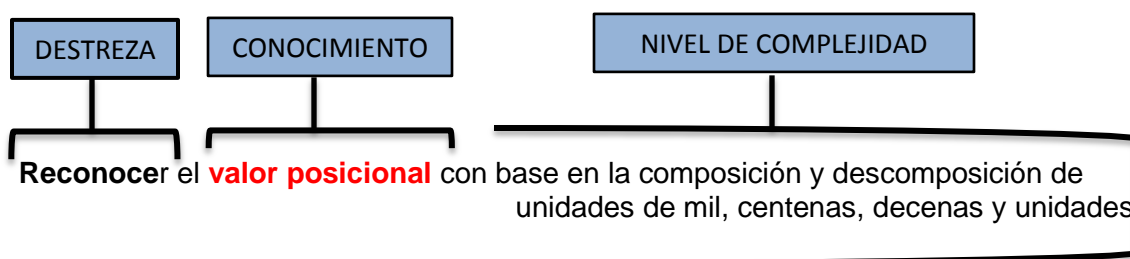 DESTREZA CONOCIMIENTO NIVEL DE COMPLEJIDAD
Reconocer el valor posicional con base en la composición y descomposición de
unidades de mil, centenas, decenas y unidades